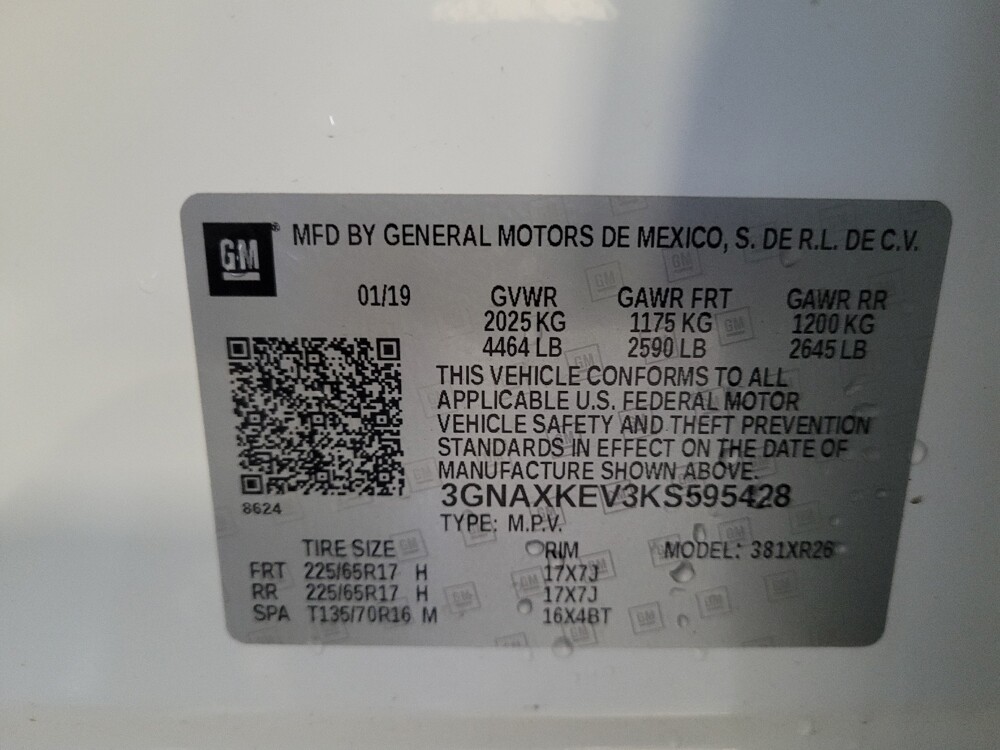 GM® MFD BY GENERAL MOTORS DE MEXICO, S. DE R.L. DE C.V.
01/19 GVWR GAWR FRT GAWR RR
2025 KG 1175 KG 1200 KG
4464 LB 2590 LB 2645 LB
THIS VEHICLE CONFORMS TO ALL
APPLICABLE U.S. FEDERAL MOTOR
VEHICLE SAFETY AND THEFT PREVENTION
STANDARDS IN EFFECT ON THE DATE OF
MANUFACTURE SHOWN ABOVE.
3GNAXKEV3KS595428
8624
TYPE: M.P.V.
TIRE SIZE RIM MODEL: 381XR26
FRT 225/65R17 H 17X7J
RR 225/65R17 H 17X7J
SPA T135/70R16 M 16X4BT